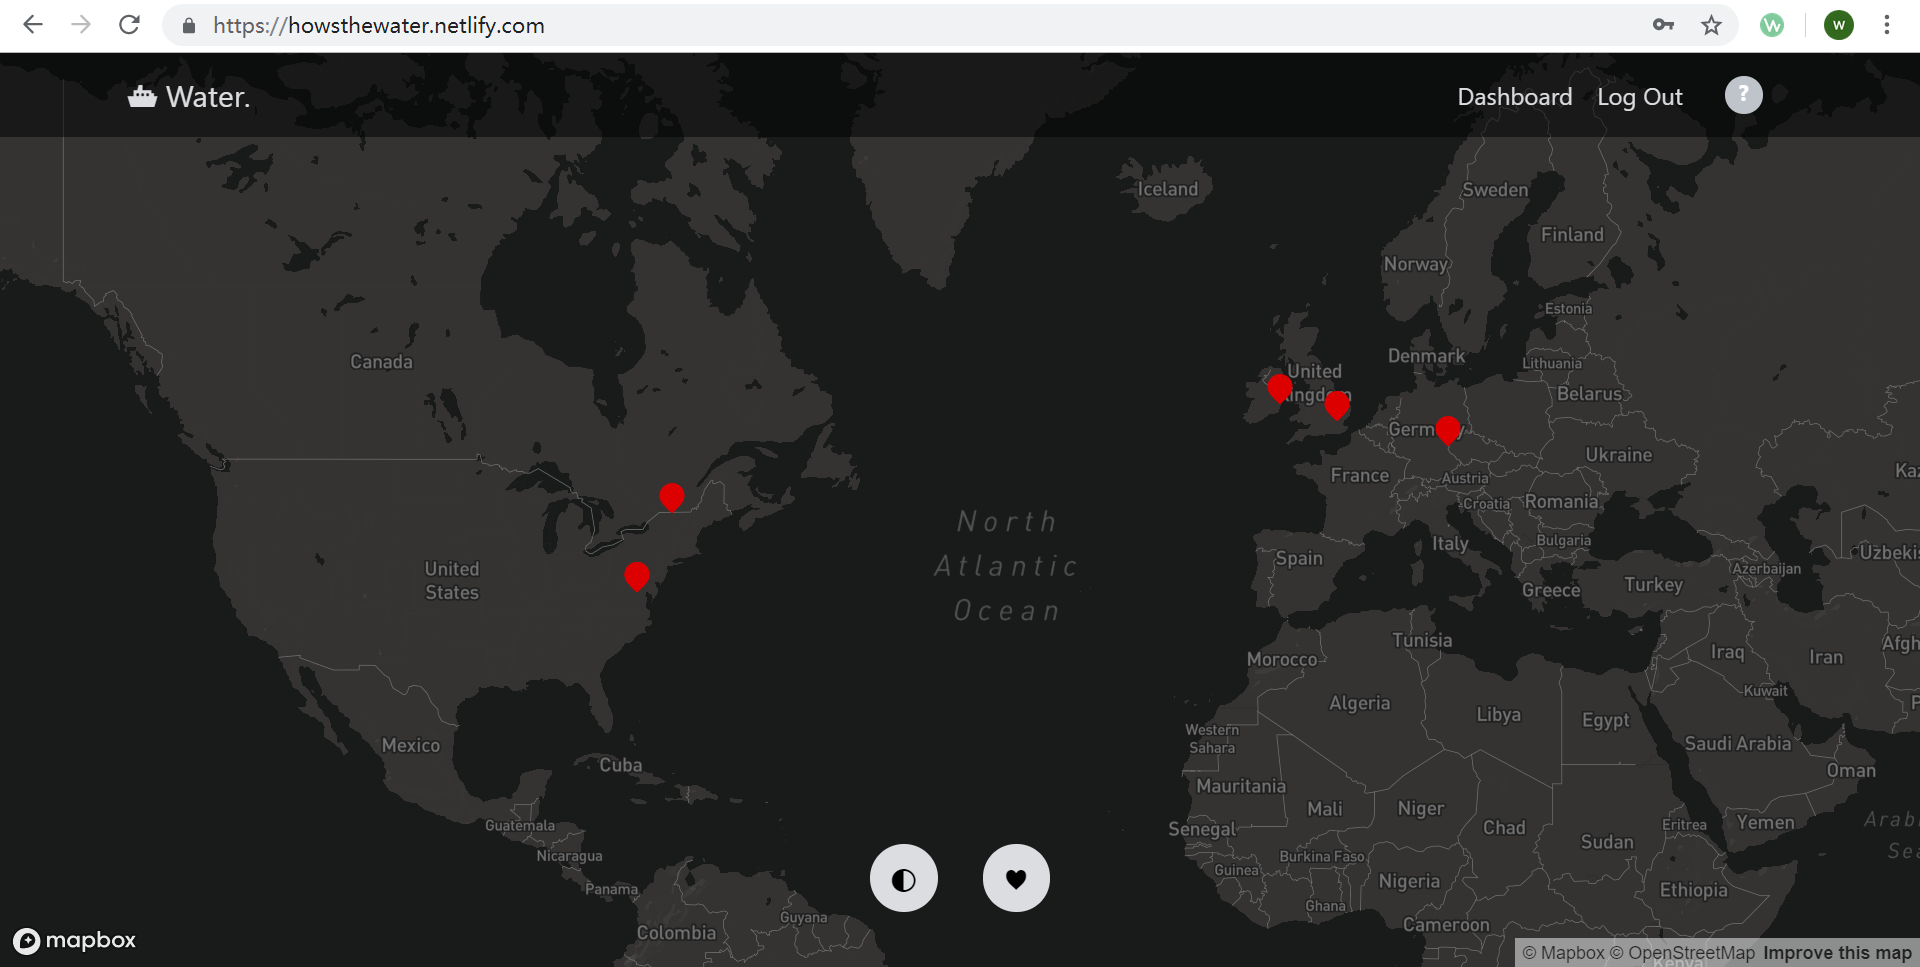 https://howsthewater.netlify.com
W
W
Water.
Dashboard
Log Out
?
Iceland
Sweden
Finland
Norway
Estonia
Canada
Denmark
Lithuania
United
Kingdom
Belarus
Germany
Ukraine
France
Austria
Kaz
Croatia
Romania
North
Atlantic
Ocean
Italy
Bulgaria
Uzbekis
Spain
United
States
Azerbaijan
Turkey
Greece
Tunisia
Morocco
Iraq
Iran
Afgh
Kuwait
Algeria
Libya
Egypt
P
Western
Sahara
Mexico
Saudi Arabia
Cuba
Oman
Mauritania
Mali
Niger
Guatemala
Senegal
Chad
Eritrea
Yemen
Arab
Sea
Sudan
Nicaragua
Burkina Faso
Guinea
Nigeria
Ethiopia
Panama
Ghana
Guyana
Cameroon
Colombia
mapbox
© Mapbox © OpenStreetMap Improve this map
Kenya